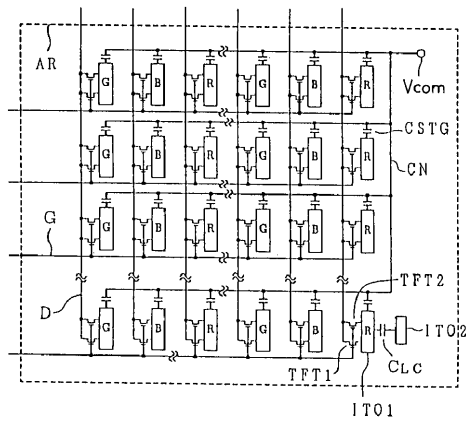 AR
G B R G B R
Vcom
CSTG
G B R G B R
CN
G B R G B R
G
D
TFT2
G B R G B R
ITO2
CLC
TFT1
ITO1